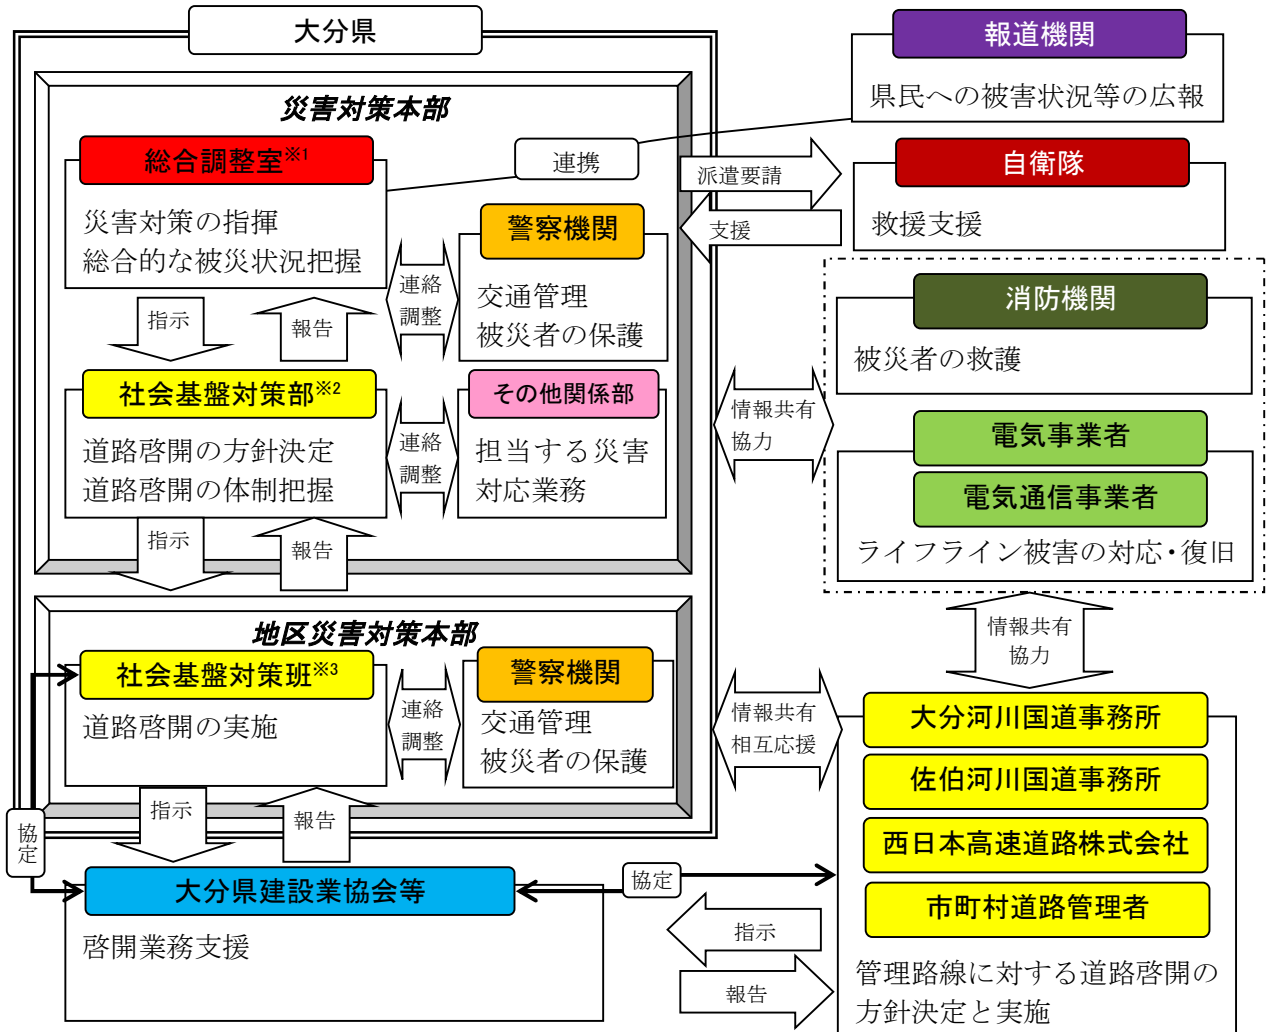 大分県
災害対策本部
総合調整室※1
災害対策の指揮
総合的な被災状況把握
連携
警察機関
交通管理
被災者の保護
連絡
調整
指示
報告
社会基盤対策部※2
道路啓開の方針決定
道路啓開の体制把握
連絡
調整
その他関係部
担当する災害
対応業務
指示
報告
地区災害対策本部
社会基盤対策班※3
道路啓開の実施
連絡
調整
警察機関
交通管理
被災者の保護
指示
報告
協定
大分県建設業協会等
啓開業務支援
報道機関
県民への被害状況等の広報
派遣要請
支援
自衛隊
救援支援
消防機関
被災者の救護
情報共有
協力
電気事業者
電気通信事業者
ライフライン被害の対応・復旧
情報共有
協力
情報共有
相互応援
大分河川国道事務所
佐伯河川国道事務所
西日本高速道路株式会社
市町村道路管理者
管理路線に対する道路啓開の
方針決定と実施
協定
指示
報告